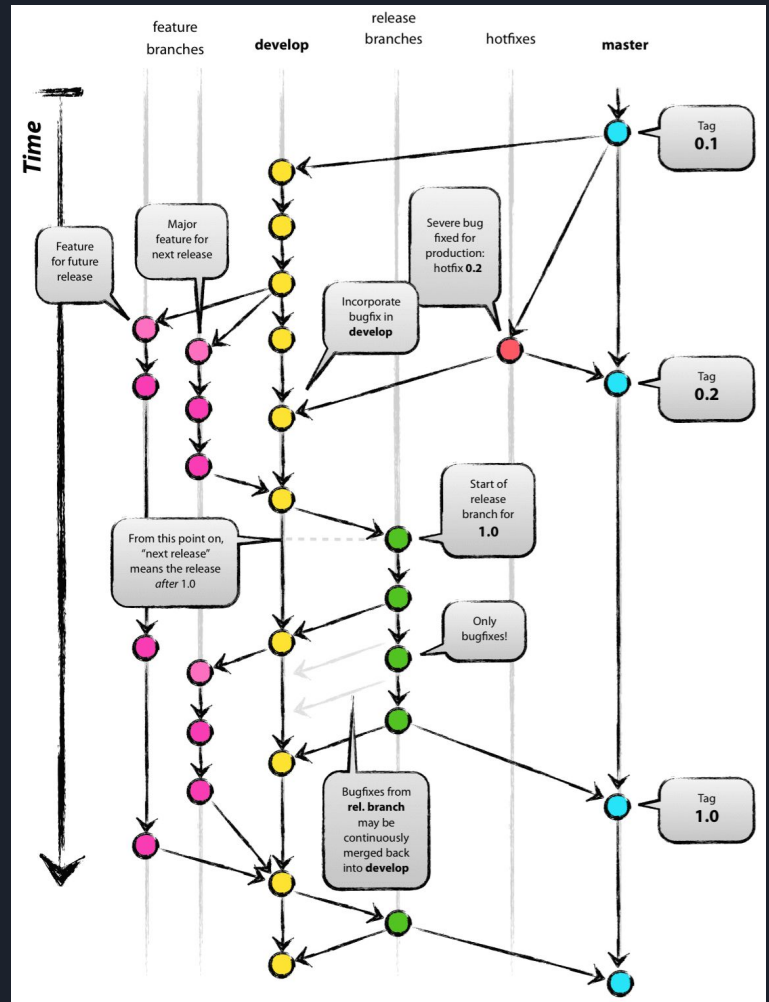 feature
branches
develop
release
branches
hotfixes
master
Time
Tag
0.1
Major
feature for
next release
Severe bug
fixed for
production:
hotfix 0.2
Feature
for future
release
Incorporate
bugfix in
develop
Tag
0.2
Start of
release
branch for
1.0
From this point on,
“next release”
means the release
after 1.0
Only
bugfixes!
Bugfixes from
rel. branch
may be
continuously
merged back
into develop
Tag
1.0